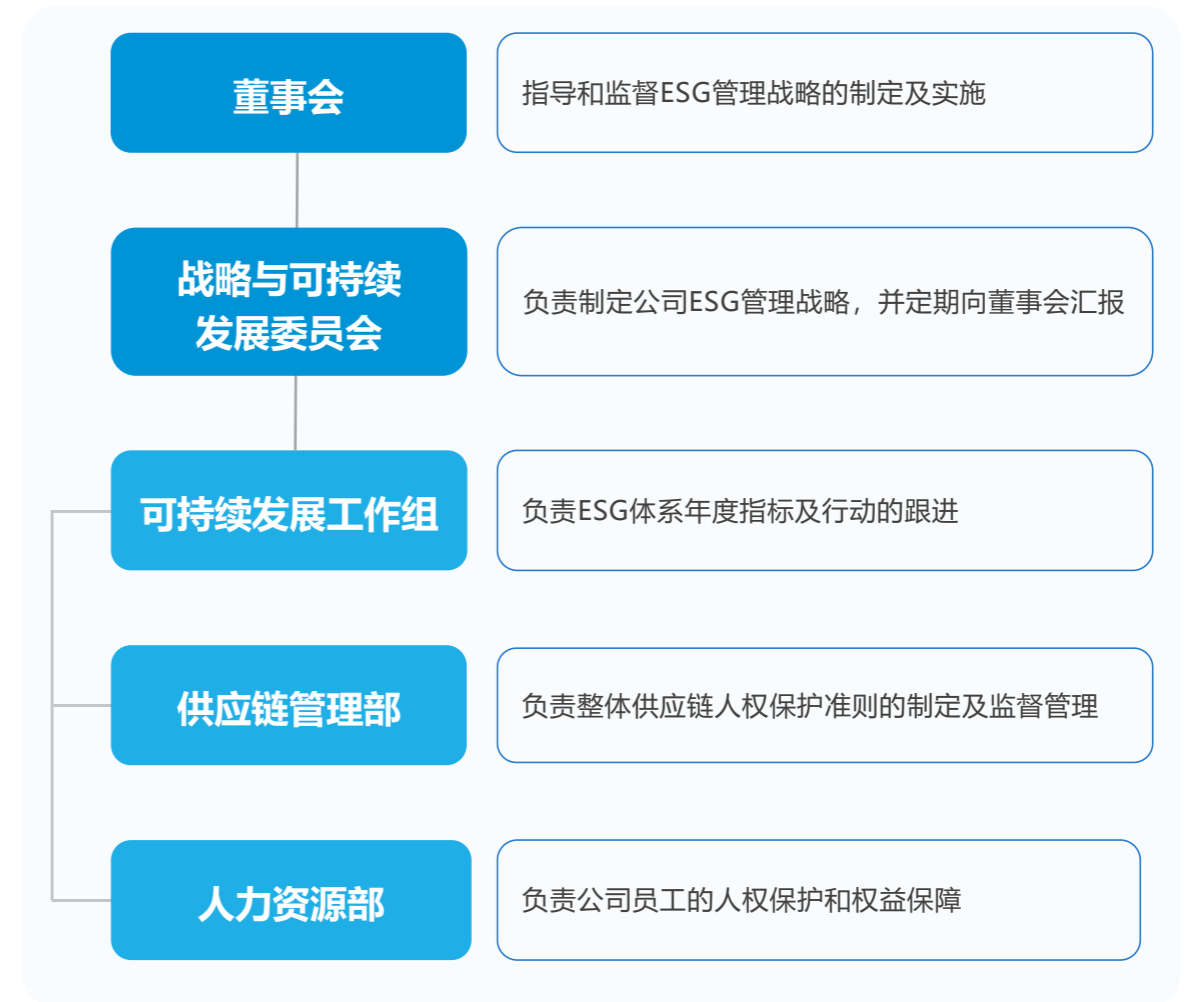 董事会
指导和监督ESG管理战略的制定及实施
战略与可持续
发展委员会
负责制定公司ESG管理战略，并定期向董事会汇报
可持续发展工作组
负责ESG体系年度指标及行动的跟进
供应链管理部
负责整体供应链人权保护准则的制定及监督管理
人力资源部
负责公司员工的人权保护和权益保障